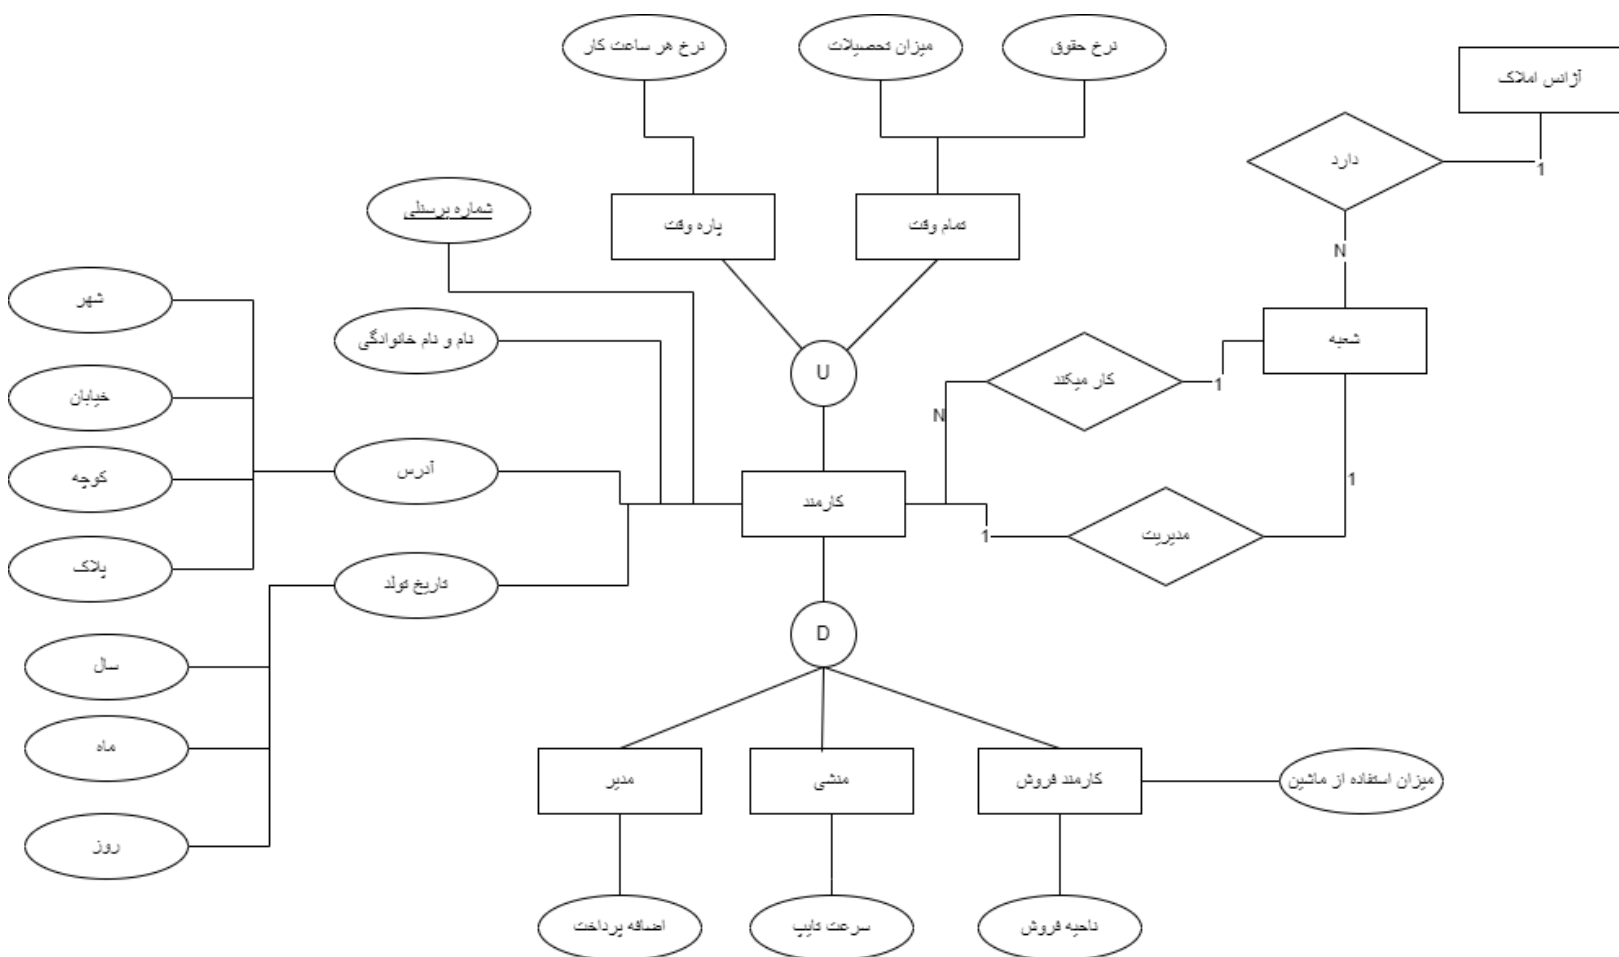 نرخ هر ساعت کار
میزان تحصیلات
نرخ حقوق
آژانس املاک
دارد
1
شماره پرسنلی
پاره وقت
تمام وقت
N
شهر
نام و نام خانوادگی
U
کار میکند
1
شعبه
خیابان
N
آدرس
کوچه
کارمند
1
1
مدیریت
پلاک
تاریخ تولد
D
سال
ماه
مدیر
منشی
کارمند فروش
میزان استفاده از ماشین
روز
اضافه پرداخت
سرعت تایپ
ناحیه فروش